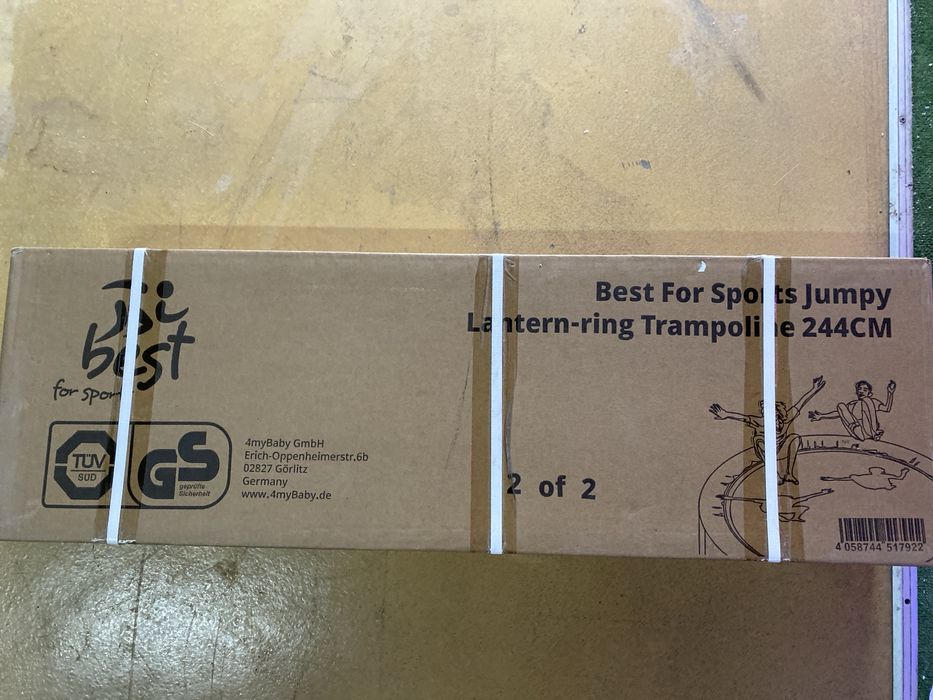 best
for sport
Best For Sports Jumpy
Lantern-ring Trampoline 244CM
TÜV
SÜD
GS
geprüfte
Sicherheit
4myBaby GmbH
Erich-Oppenheimerstr.6b
02827 Görlitz
Germany
www.4myBaby.de
2 of 2
4 058744 517922